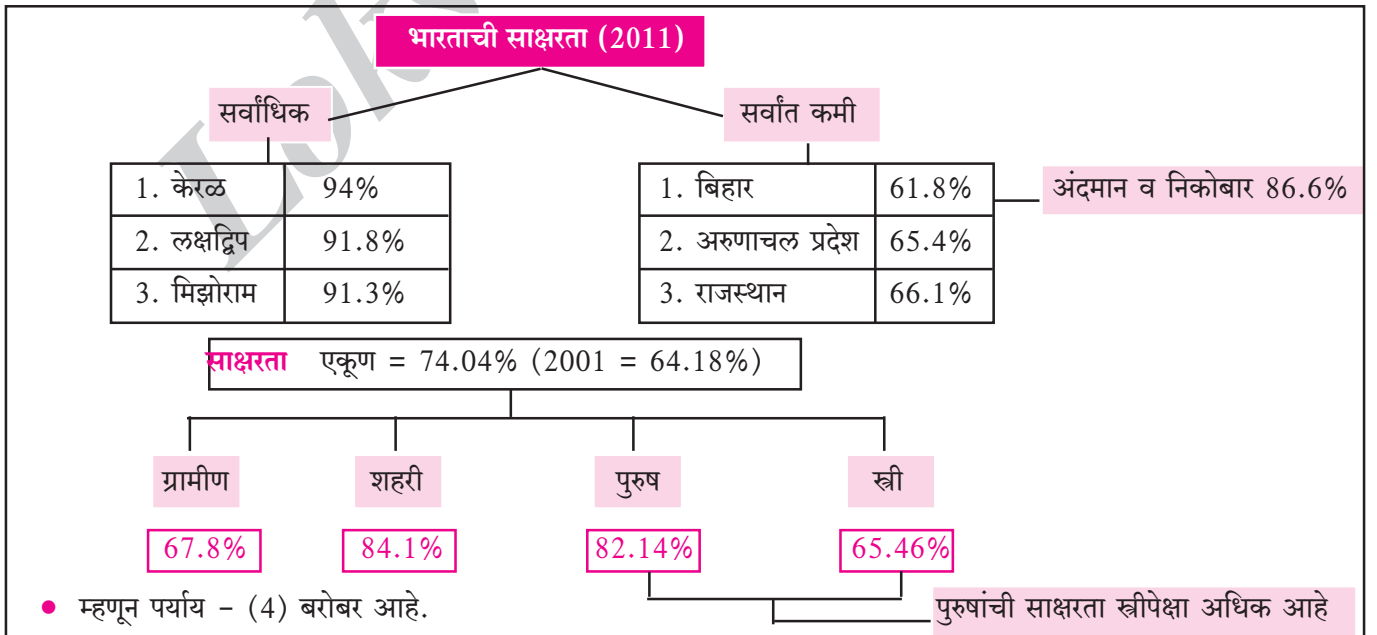 भारताची साक्षरता (2011)
सर्वाधिक सर्वात कमी
1. केरळ 94% 1. बिहार 61.8% अंदमान व निकोबार 86.6%
2. लक्षद्विप 91.8% 2. अरुणाचल प्रदेश 65.4%
3. मिझोराम 91.3% 3. राजस्थान 66.1%
साक्षरता एकूण = 74.04% (2001 = 64.18%)
ग्रामीण शहरी पुरुष स्त्री
67.8% 84.1% 82.14% 65.46%
• म्हणून पर्याय – (4) बरोबर आहे. पुरुषांची साक्षरता स्त्रीपेक्षा अधिक आहे